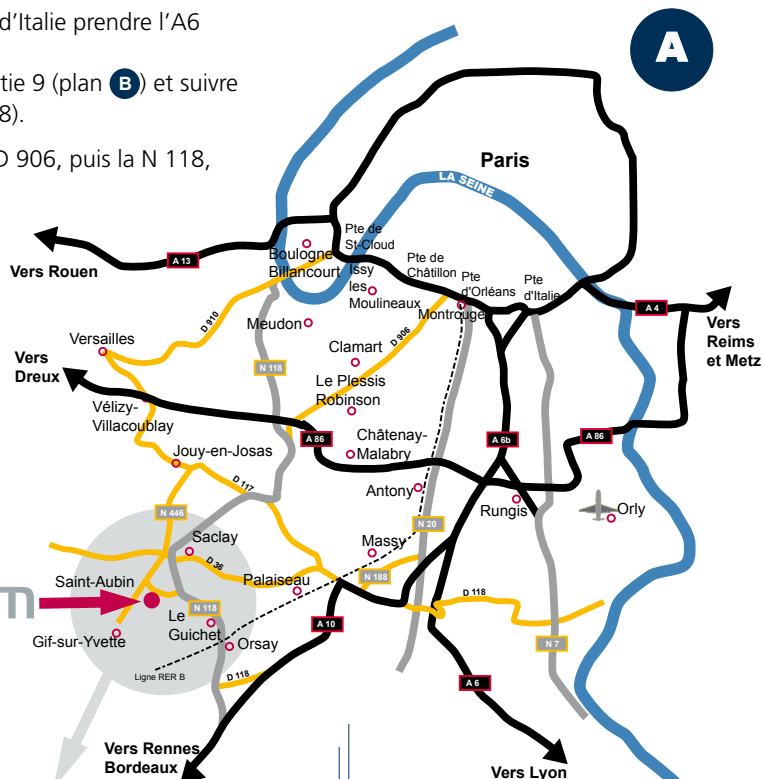 d’Italie prendre l’A6
tie 9 (plan B) et suivre
8).
D 906, puis la N 118,
A
Paris
LA SEINE
Pte de
St-Cloud
Boulogne
Billancourt
Issy
les
Moulineaux
Pte de
Châtillon
Pte
d'Orléans
Pte
d'Italie
Montrouge
A 13
Vers Rouen
A 4
Vers
Reims
et Metz
D 910
Meudon
D 906
Versailles
Clamart
N 118
Vers
Dreux
Le Plessis
Robinson
Vélizy-
Villacoublay
A 86
Châtenay-
Malabry
A 6b
A 86
Jouy-en-Josas
D 117
Antony
Rungis
Orly
N 446
N 20
Saclay
D 36
Massy
Saint-Aubin
Palaiseau
N 188
D 118
N 118
Le
Guichet
Gif-sur-Yvette
Orsay
A 10
N 7
Ligne RER B
D 118
A 6
Vers Rennes
Bordeaux
Vers Lyon